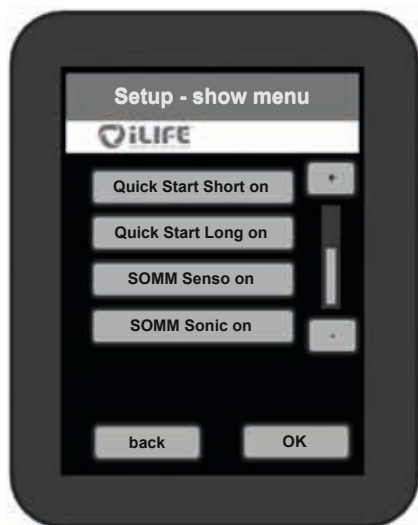 Setup - show menu
iLIFE
Quick Start Short on
Quick Start Long on
SOMM Senso on
SOMM Sonic on
back
OK